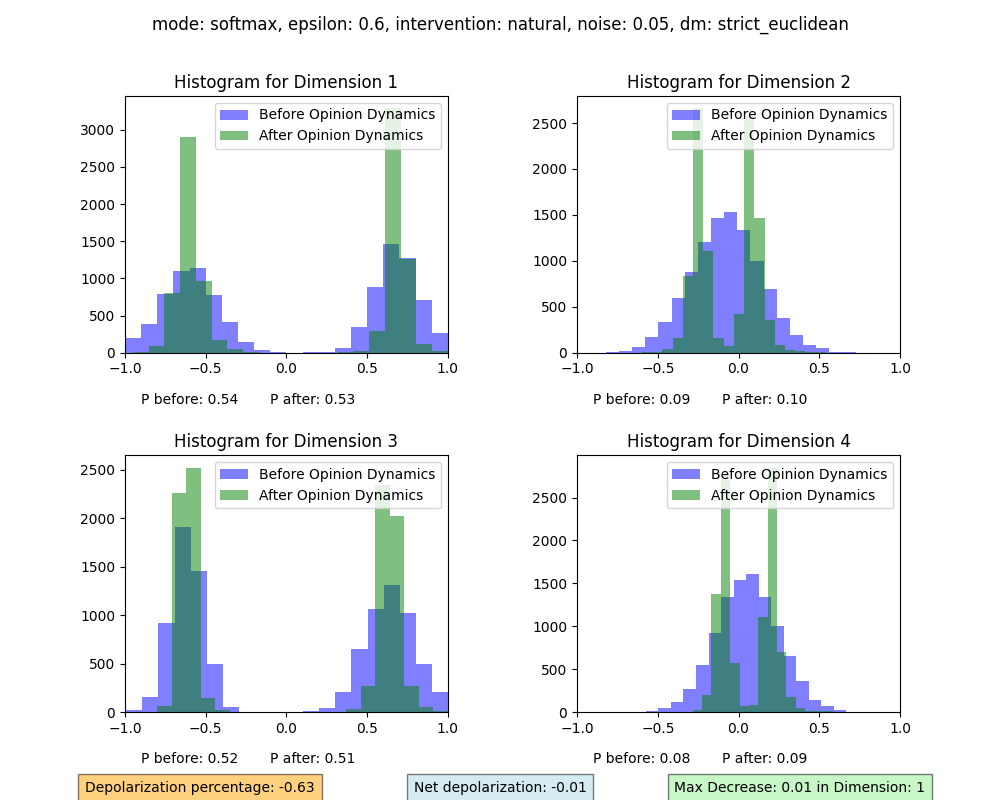 mode: softmax, epsilon: 0.6, intervention: natural, noise: 0.05, dm: strict_euclidean
Histogram for Dimension 1
Before Opinion Dynamics
After Opinion Dynamics
3000
2500
2000
1500
1000
500
0
−1.0 −0.5 0.0 0.5 1.0
P before: 0.54 P after: 0.53
Histogram for Dimension 2
Before Opinion Dynamics
After Opinion Dynamics
2500
2000
1500
1000
500
0
−1.0 −0.5 0.0 0.5 1.0
P before: 0.09 P after: 0.10
Histogram for Dimension 3
Before Opinion Dynamics
After Opinion Dynamics
2500
2000
1500
1000
500
0
−1.0 −0.5 0.0 0.5 1.0
P before: 0.52 P after: 0.51
Histogram for Dimension 4
Before Opinion Dynamics
After Opinion Dynamics
2500
2000
1500
1000
500
0
−1.0 −0.5 0.0 0.5 1.0
P before: 0.08 P after: 0.09
Depolarization percentage: -0.63
Net depolarization: -0.01
Max Decrease: 0.01 in Dimension: 1